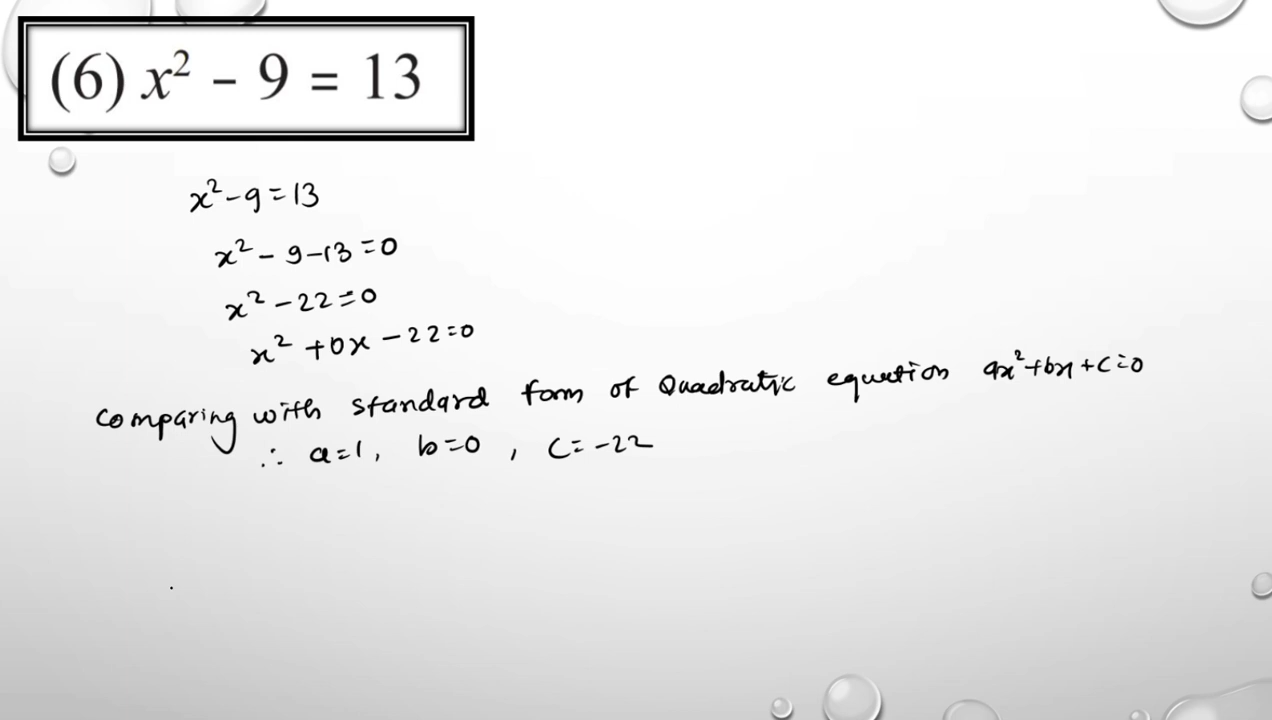 (6) x² - 9 = 13
x² - 9 = 13
x² - 9 - 13 = 0
x² - 22 = 0
x² + 0x - 22 = 0
Comparing with standard form of Quadratic equation ax² + bx + c = 0
∴ a = 1, b = 0, c = -22